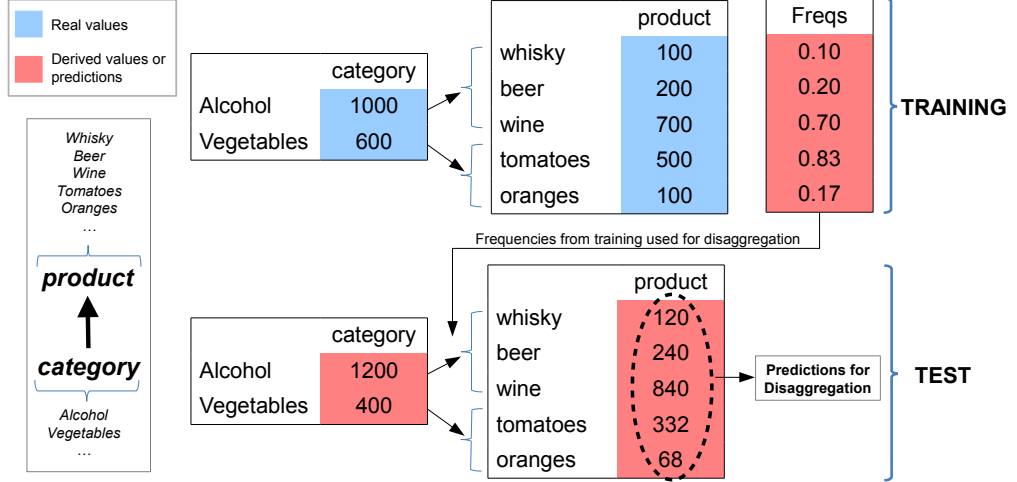 Real values
Derived values or
predictions
category
Alcohol 1000
Vegetables 600
product
whisky 100
beer 200
wine 700
tomatoes 500
oranges 100
Freqs
0.10
0.20
0.70
0.83
0.17
TRAINING
Whisky
Beer
Wine
Tomatoes
Oranges
...
product
category
Alcohol
Vegetables
...
Frequencies from training used for disaggregation
category
Alcohol 1200
Vegetables 400
product
whisky 120
beer 240
wine 840
tomatoes 332
oranges 68
Predictions for
Disaggregation
TEST